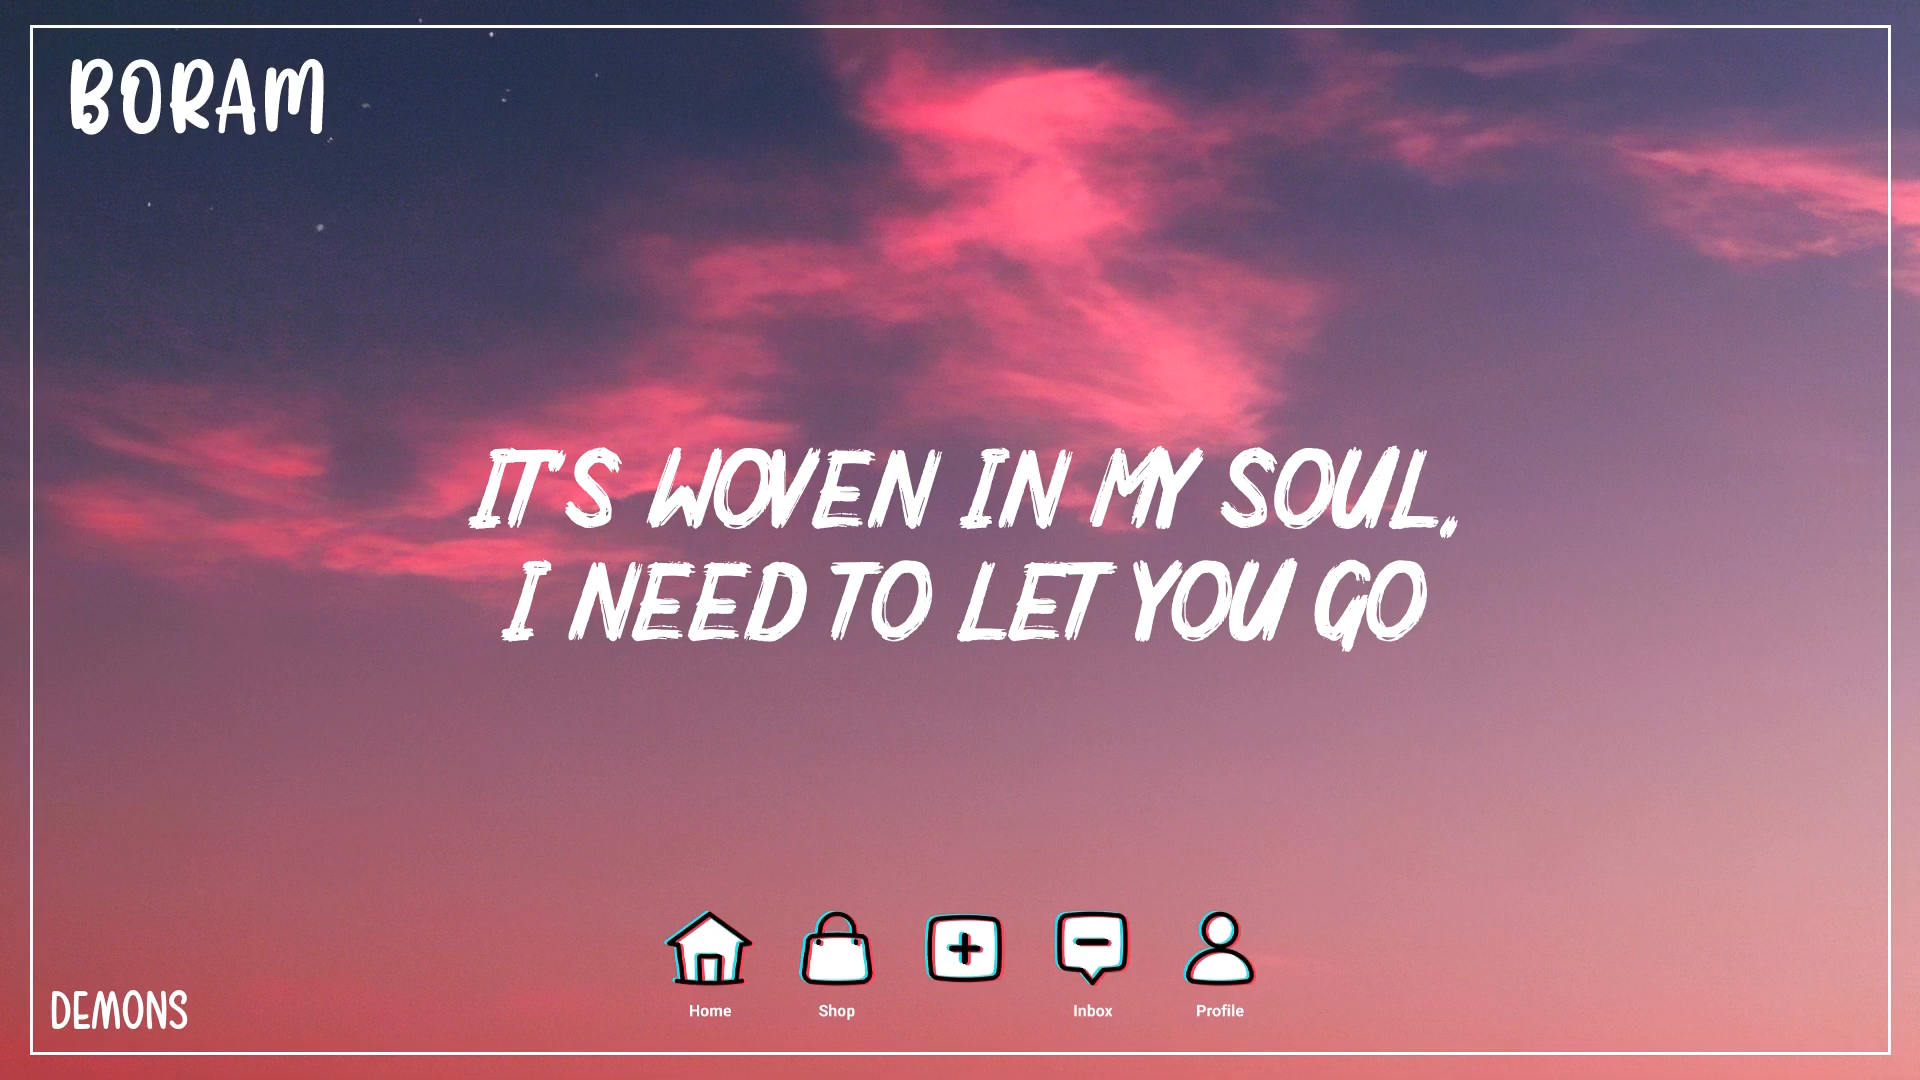 BORAM
IT'S WOVEN IN MY SOUL,
I NEED TO LET YOU GO
Home Shop Inbox Profile
DEMONS